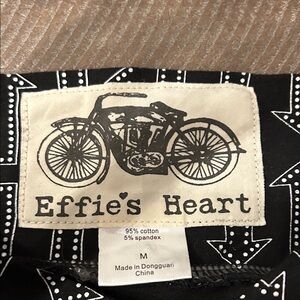 Effie's Heart
95% cotton
5% spandex
M
Made in Dongguan
China